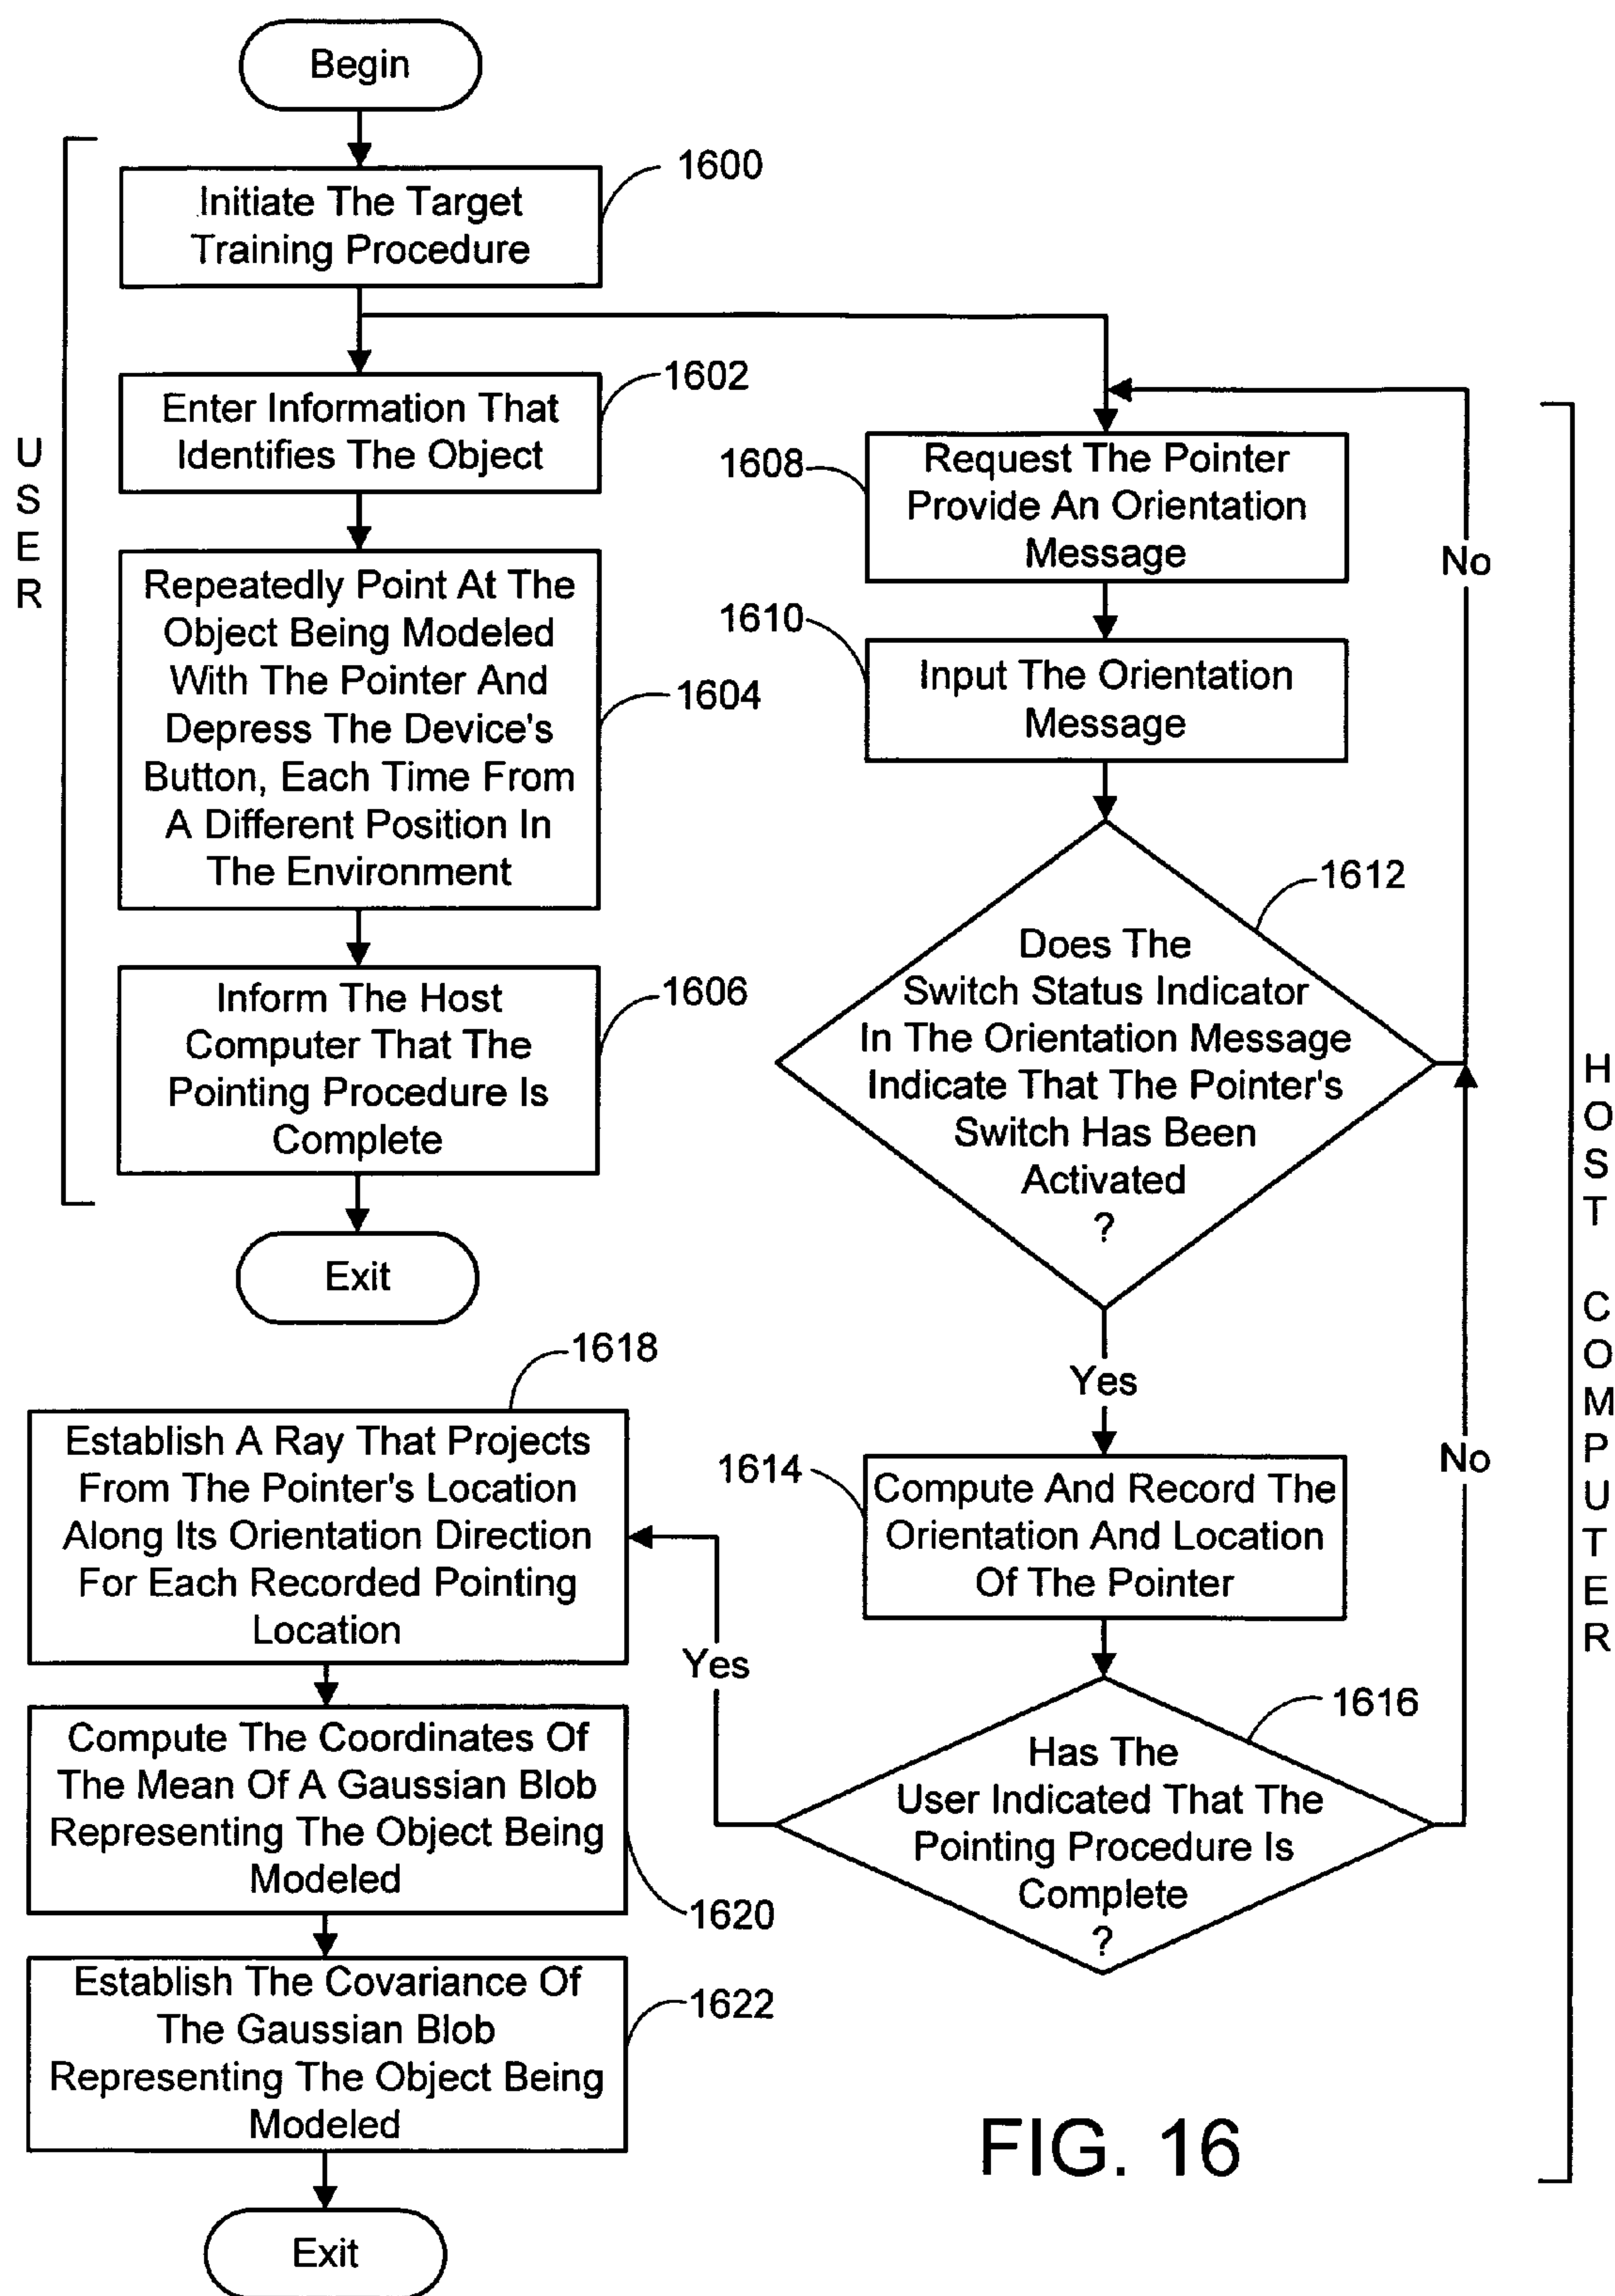 Begin
1600
Initiate The Target
Training Procedure
1602
Enter Information That
Identifies The Object
U
S
E
R
Repeatedly Point At The
Object Being Modeled
With The Pointer And
Depress The Device's
Button, Each Time From
A Different Position In
The Environment
1604
Inform The Host
Computer That The
Pointing Procedure Is
Complete
1606
Exit
1608
Request The Pointer
Provide An Orientation
Message
No
1610
Input The Orientation
Message
1612
Does The
Switch Status Indicator
In The Orientation Message
Indicate That The Pointer's
Switch Has Been
Activated
?
H
O
S
T
C
O
M
P
U
T
E
R
Yes
1614
Compute And Record The
Orientation And Location
Of The Pointer
No
1616
Has The
User Indicated That The
Pointing Procedure Is
Complete
?
Yes
1618
Establish A Ray That Projects
From The Pointer's Location
Along Its Orientation Direction
For Each Recorded Pointing
Location
Compute The Coordinates Of
The Mean Of A Gaussian Blob
Representing The Object Being
Modeled
1620
Establish The Covariance Of
The Gaussian Blob
Representing The Object Being
Modeled
1622
Exit
FIG. 16